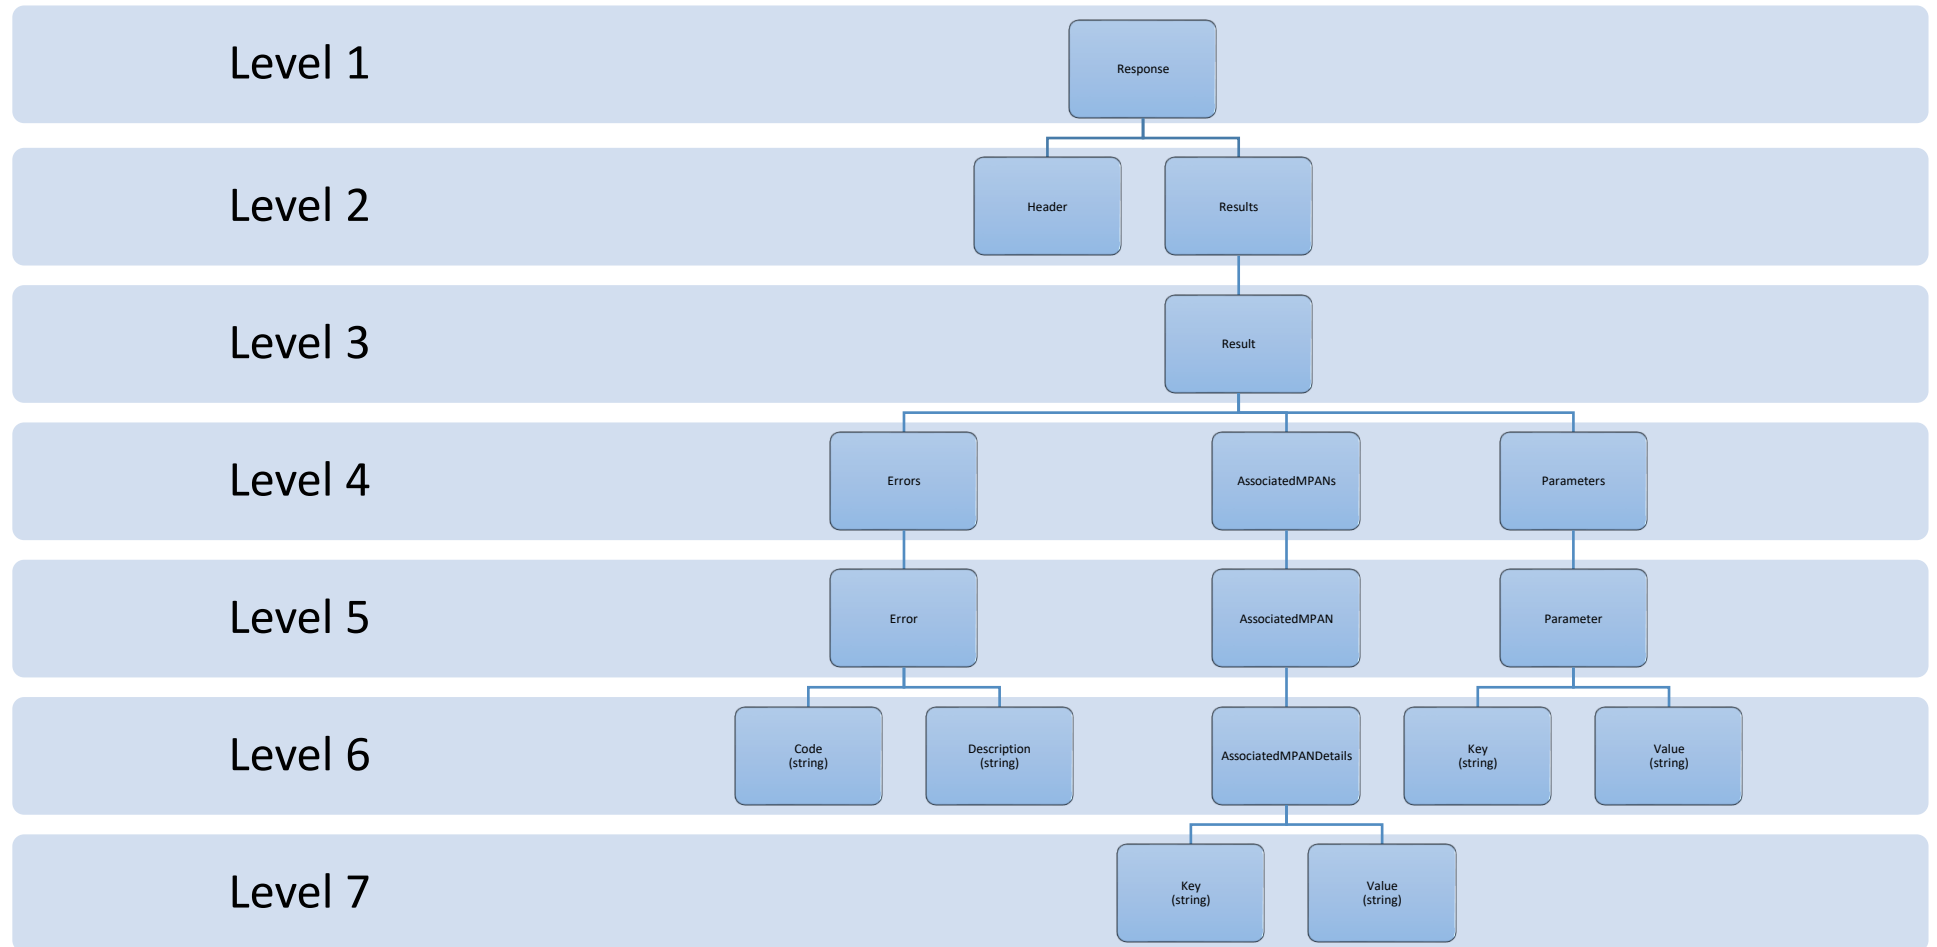 Level 1
Response
Level 2
Header
Results
Level 3
Result
Level 4
Errors
AssociatedMPANs
Parameters
Level 5
Error
AssociatedMPAN
Parameter
Level 6
Code
(string)
Description
(string)
AssociatedMPANDetails
Key
(string)
Value
(string)
Level 7
Key
(string)
Value
(string)